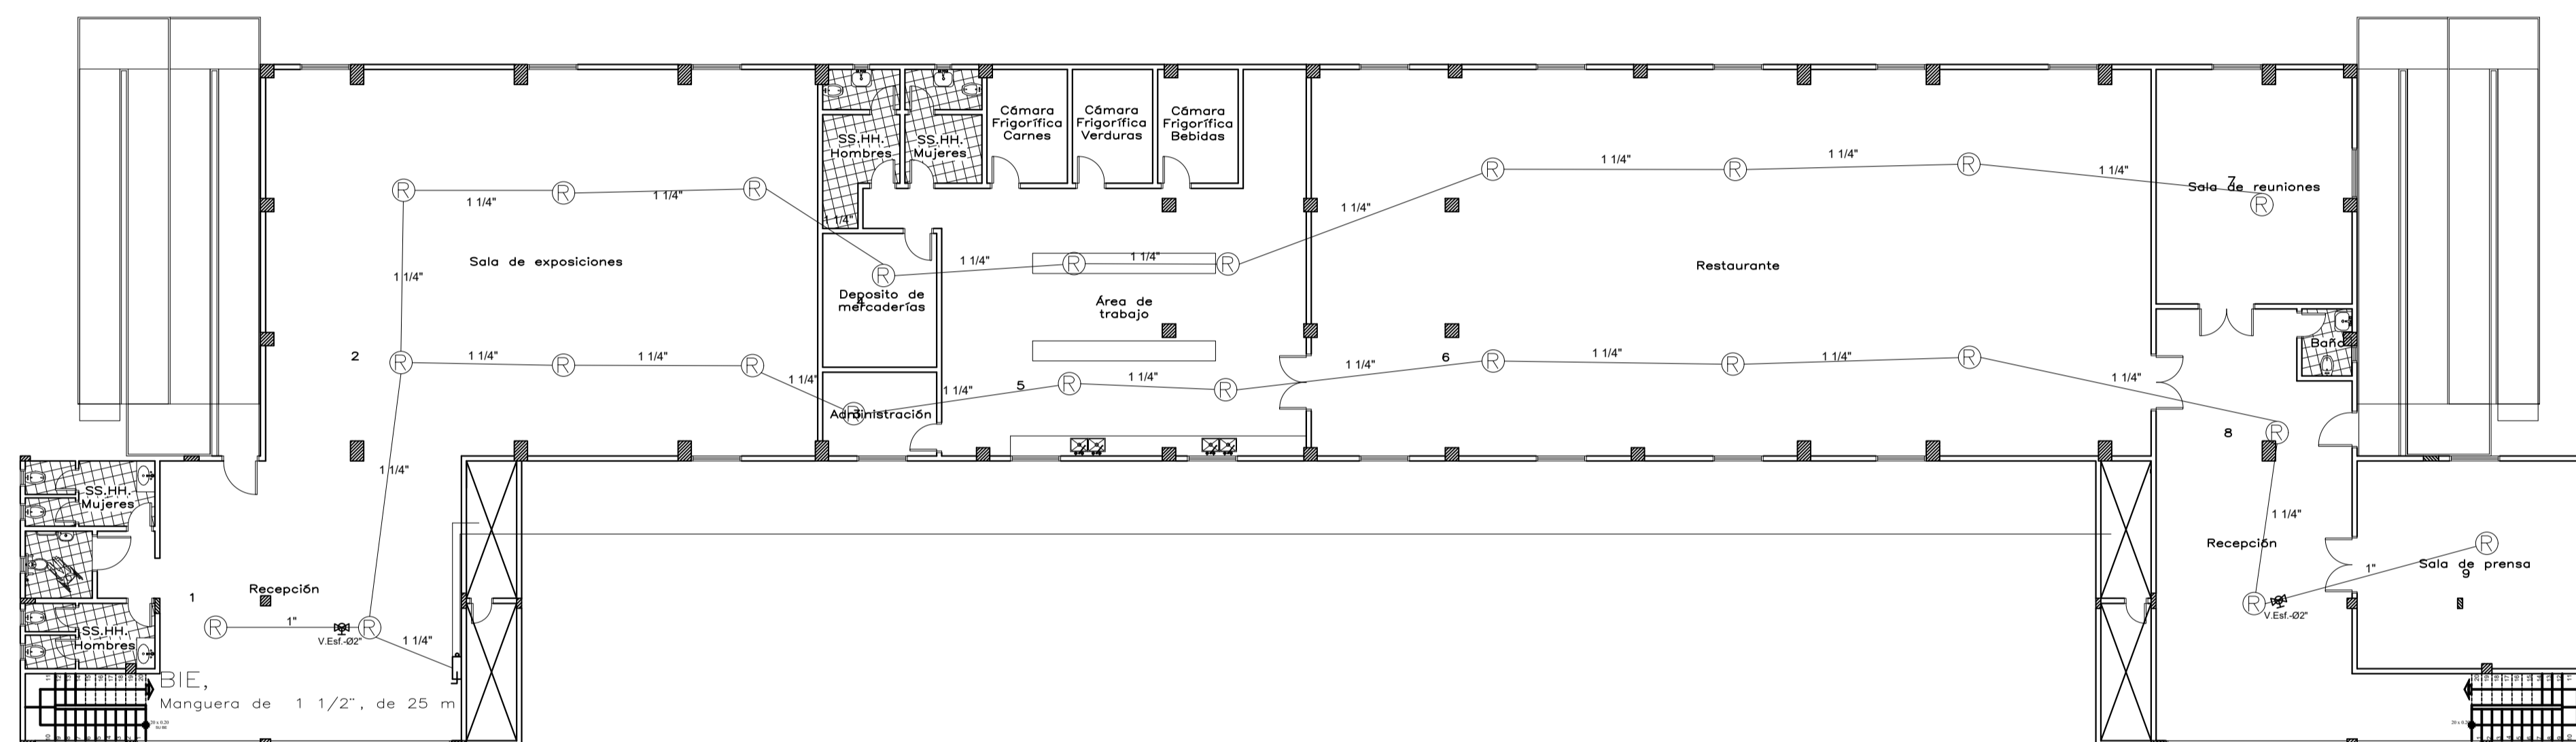 Cámara
Frigorífica
Carnes
Cámara
Frigorífica
Verduras
Cámara
Frigorífica
Bebidas
SS.HH.
Hombres
SS.HH.
Mujeres
R
1 1/4"
R
1 1/4"
R
1 1/4"
R
1 1/4"
R
1 1/4"
R
1 1/4"
7
Sala de reuniones
R
1 1/4"
Sala de exposiciones
1 1/4"
R
1 1/4"
R
1 1/4"
R
1 1/4"
Restaurante
Deposito de
4
mercaderías
Área de
trabajo
2
R
1 1/4"
R
1 1/4"
R
1 1/4"
Administración
3
R
1 1/4"
5
R
1 1/4"
R
1 1/4"
6
R
1 1/4"
R
1 1/4"
R
1 1/4"
Baño
8
R
1 1/4"
SS.HH.
Mujeres
1 1/4"
Recepción
1
R
1"
V.Esf.-Ø2"
R
1 1/4"
SS.HH.
Hombres
BIE,
Manguera de 1 1/2", de 25 m
Recepción
R
V.Esf.-Ø2"
1"
R
Sala de prensa
9